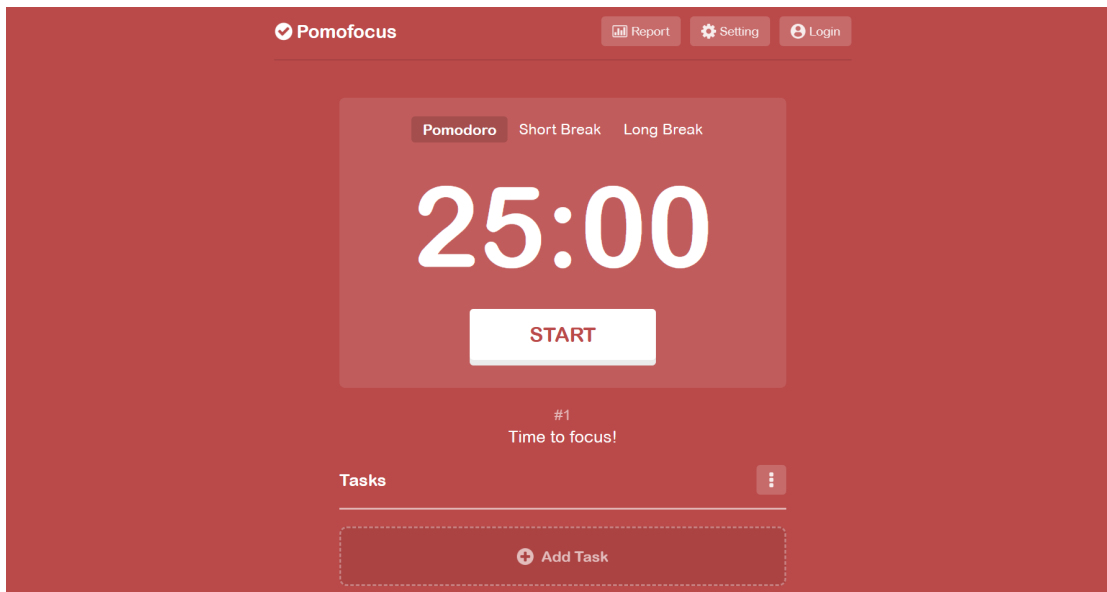 Pomofocus
Report
Setting
Login
Pomodoro
Short Break
Long Break
25:00
START
#1
Time to focus!
Tasks
Add Task